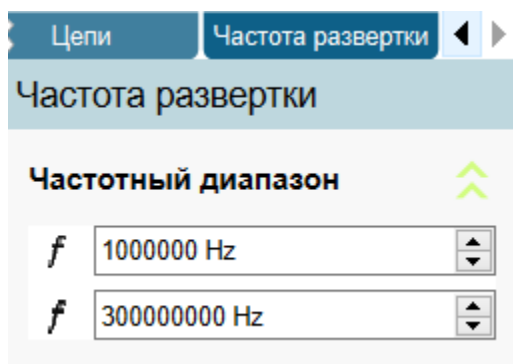 Цепи Частота развертки
Частота развертки
Частотный диапазон
f 1000000 Hz
f 300000000 Hz